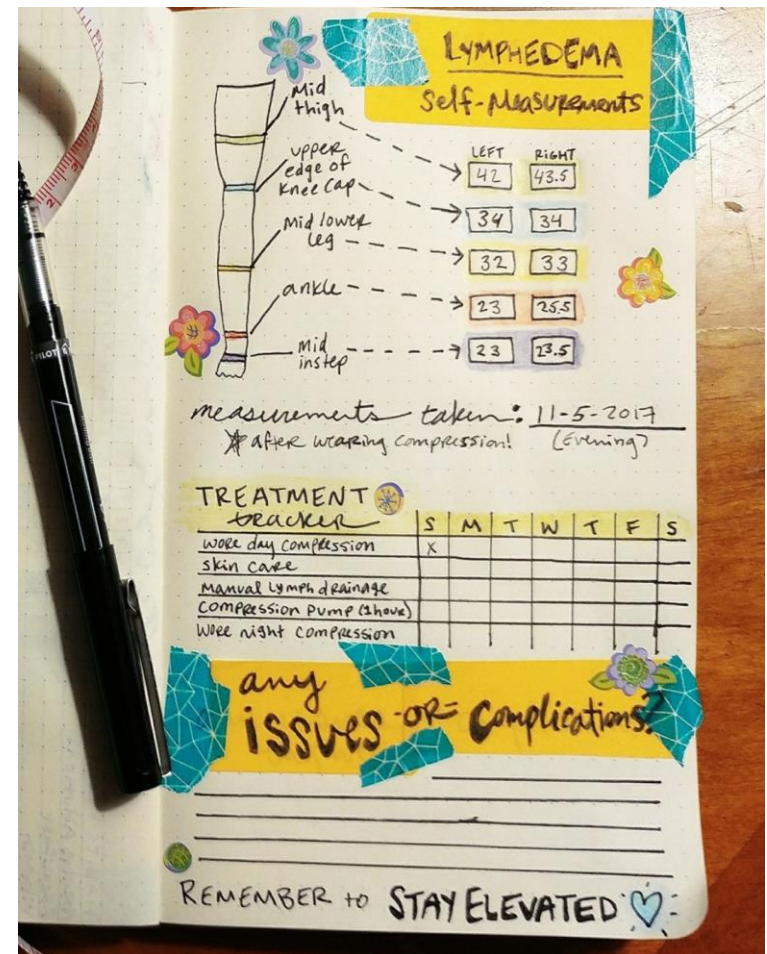 LYMPHEDEMA
Self-Measurements
Mid
thigh
upper
edge of
knee cap
Mid lower
leg
ankle
Mid
instep
LEFT RIGHT
42 43.5
34 34
32 33
23 25.5
23 23.5
measurements taken: 11-5-2017
* after wearing compression! (Evening)
TREATMENT
tracker
S M T W T F S
wore day compression X
skin care
Manual Lymph drainage
compression pump (1 hour)
Wore night compression
any
issues -OR= Complications?
REMEMBER to STAY ELEVATED
PILOT